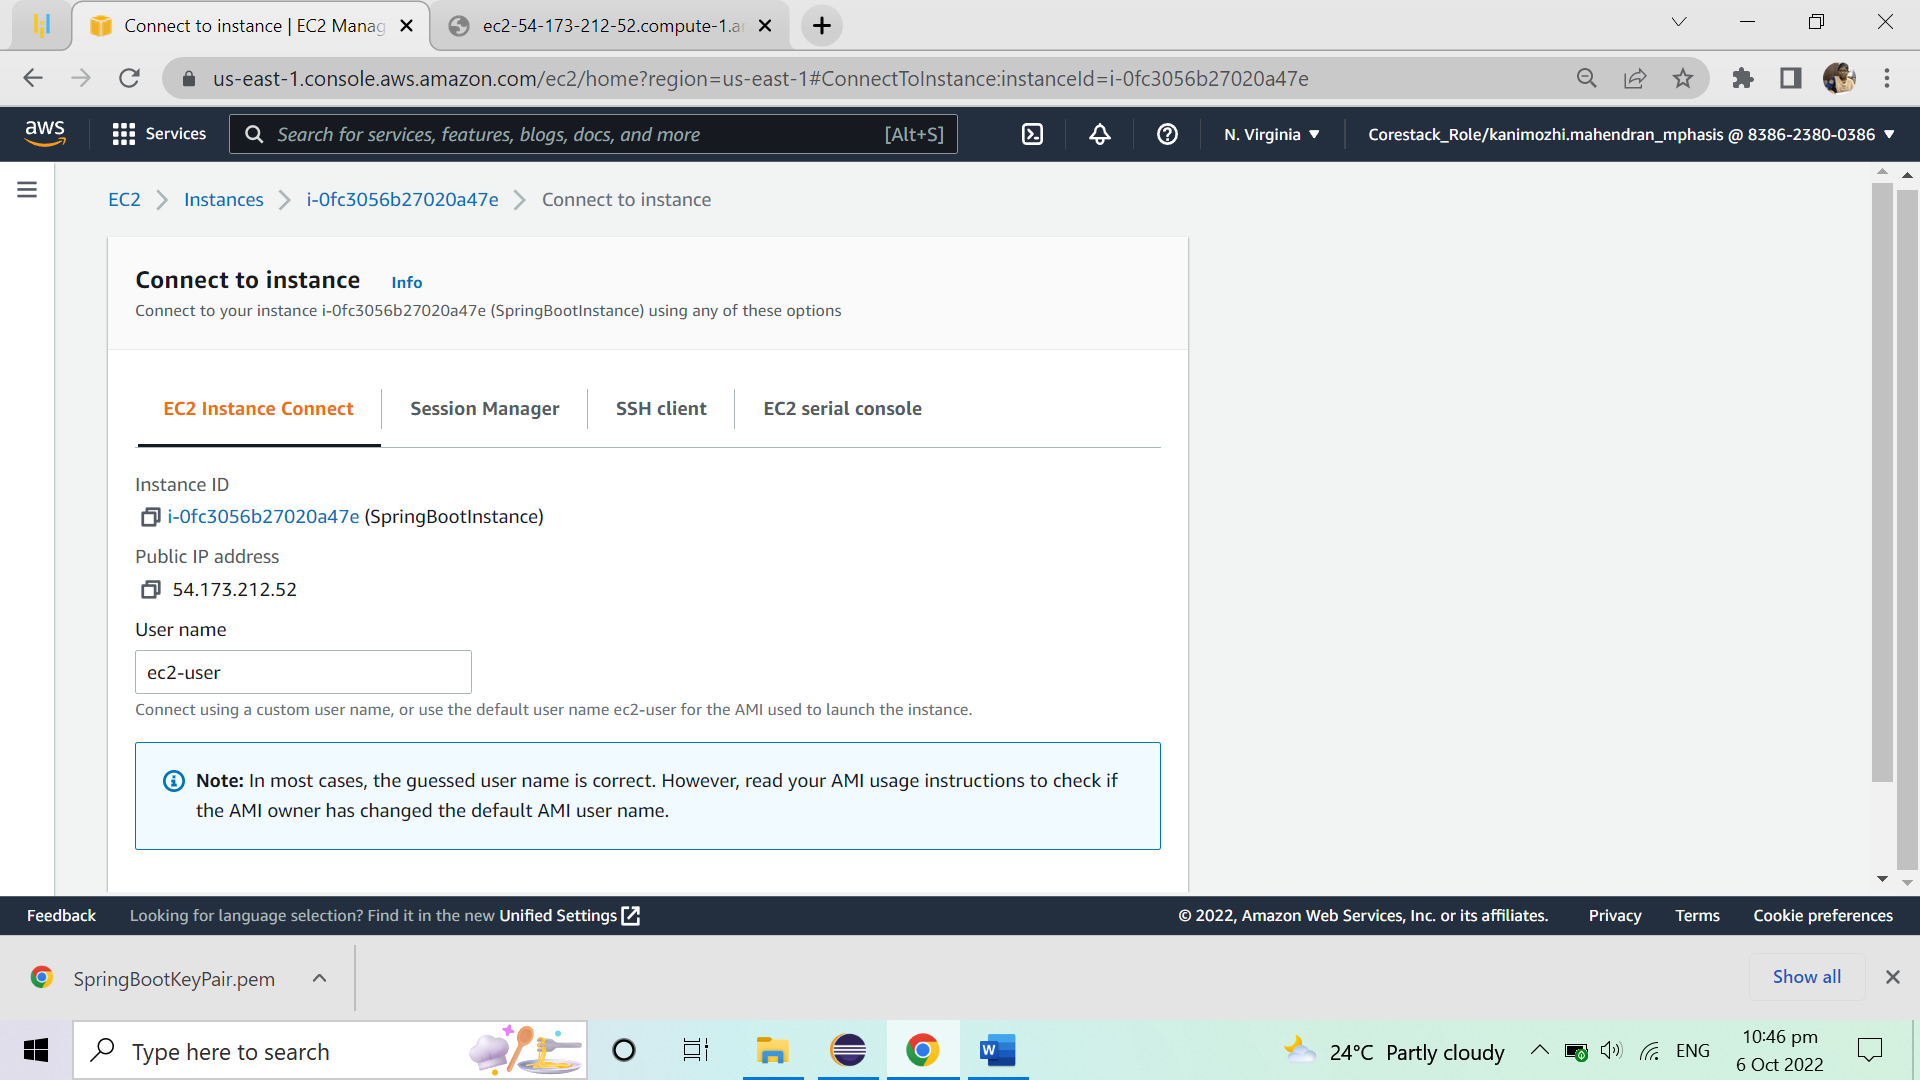 Connect to instance | EC2 Manag
ec2-54-173-212-52.compute-1.a
us-east-1.console.aws.amazon.com/ec2/home?region=us-east-1#ConnectToInstance:instanceId=i-0fc3056b27020a47e
aws
Services
Search for services, features, blogs, docs, and more
[Alt+S]
N. Virginia
Corestack_Role/kanimozhi.mahendran_mphasis @ 8386-2380-0386
EC2
Instances
i-0fc3056b27020a47e
Connect to instance
Connect to instance
Info
Connect to your instance i-0fc3056b27020a47e (SpringBootInstance) using any of these options
EC2 Instance Connect
Session Manager
SSH client
EC2 serial console
Instance ID
i-0fc3056b27020a47e (SpringBootInstance)
Public IP address
54.173.212.52
User name
ec2-user
Connect using a custom user name, or use the default user name ec2-user for the AMI used to launch the instance.
Note: In most cases, the guessed user name is correct. However, read your AMI usage instructions to check if
the AMI owner has changed the default AMI user name.
Feedback
Looking for language selection? Find it in the new Unified Settings
© 2022, Amazon Web Services, Inc. or its affiliates.
Privacy
Terms
Cookie preferences
SpringBootKeyPair.pem
Show all
Type here to search
W
24°C Partly cloudy
ENG
10:46 pm
6 Oct 2022